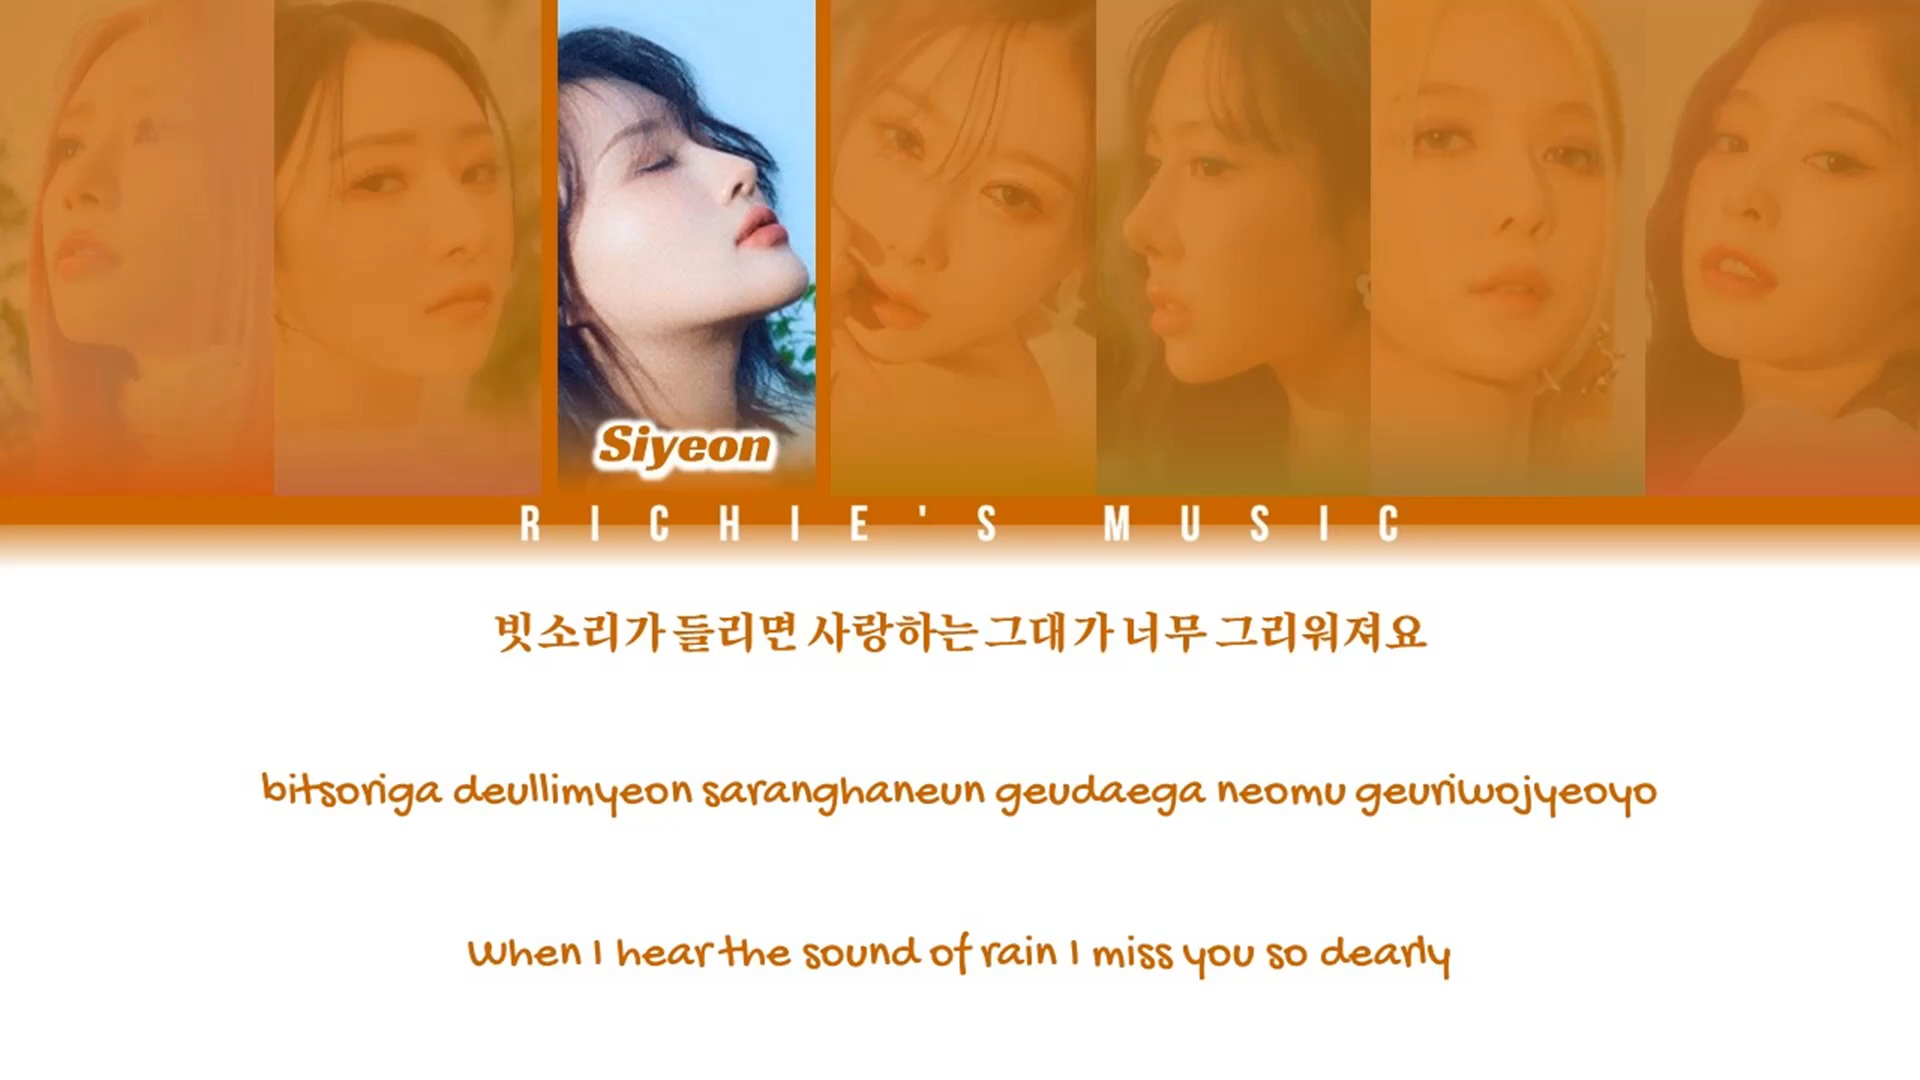 Siyeon
RICHIE'S MUSIC
빗소리가 들리면 사랑하는 그대가 너무 그리워져요
bitsoriga deullimyeon saranghaneun geudaega neomu geuriwojyeoyo
When I hear the sound of rain I miss you so dearly